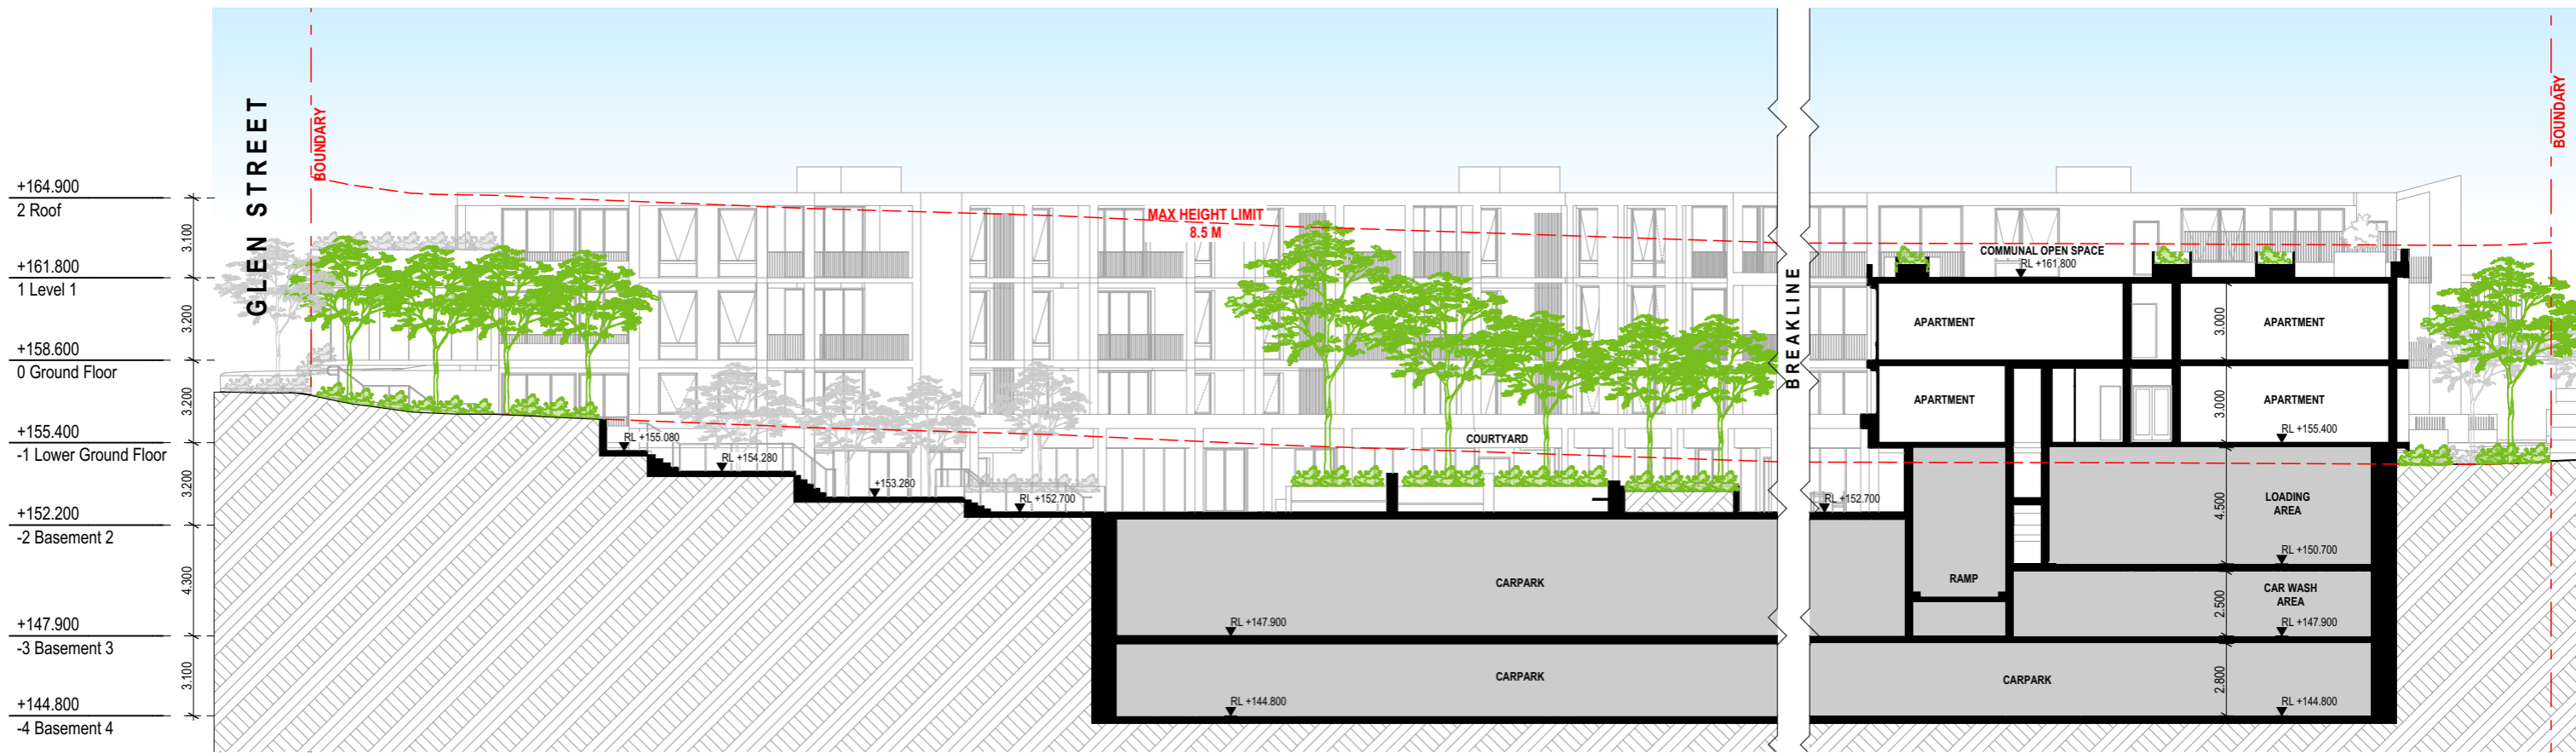 GLEN STREET
BOUNDARY
BOUNDARY
+164.900
2 Roof
3.100
+161.800
1 Level 1
3.200
+158.600
0 Ground Floor
3.200
+155.400
-1 Lower Ground Floor
3.200
+152.200
-2 Basement 2
4.300
+147.900
-3 Basement 3
3.100
+144.800
-4 Basement 4
MAX HEIGHT LIMIT
8.5 M
BREAKLINE
COMMUNAL OPEN SPACE
RL +161.800
APARTMENT
3.000
APARTMENT
APARTMENT
3.000
APARTMENT
RL +155.400
RL +155.080
RL +154.280
+153.280
RL +152.700
COURTYARD
RL +152.700
LOADING
AREA
4.500
RL +150.700
CARPARK
RAMP
CAR WASH
AREA
2.500
RL +147.900
RL +147.900
CARPARK
CARPARK
2.800
RL +144.800
RL +144.800